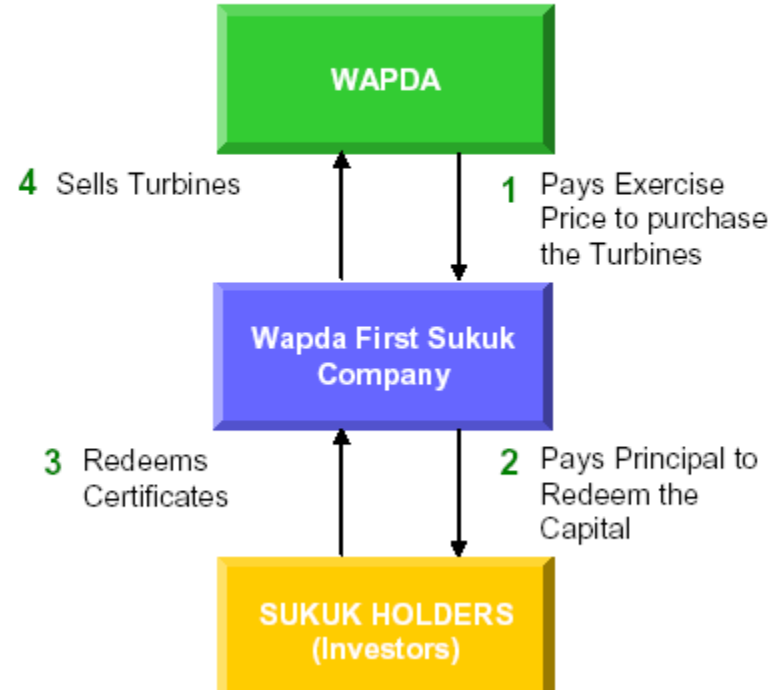 WAPDA
4 Sells Turbines
1 Pays Exercise
Price to purchase
the Turbines
Wapda First Sukuk
Company
3 Redeems
Certificates
2 Pays Principal to
Redeem the
Capital
SUKUK HOLDERS
(Investors)